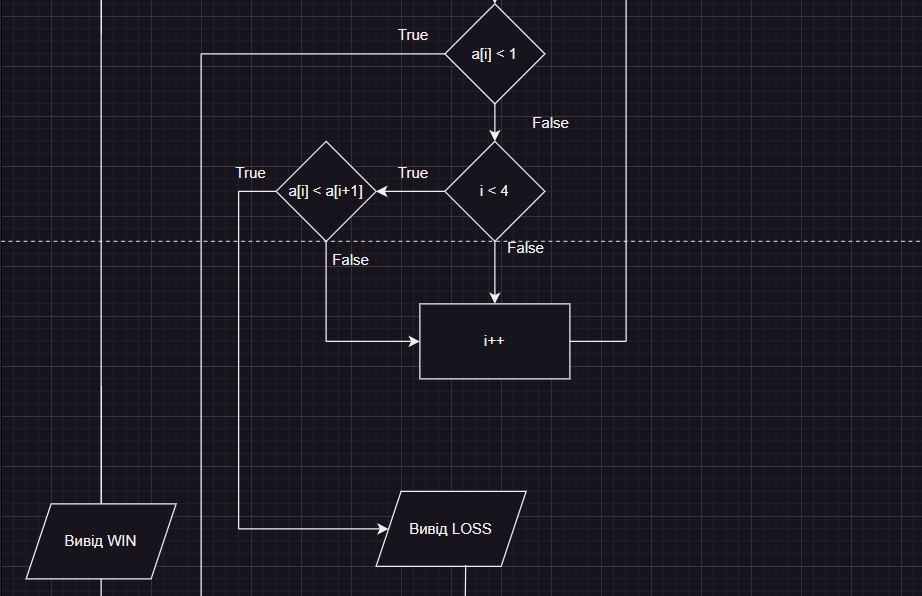 True
a[i] < 1
False
True
a[i] < a[i+1]
True
i < 4
False
False
i++
Вивід LOSS
Вивід WIN